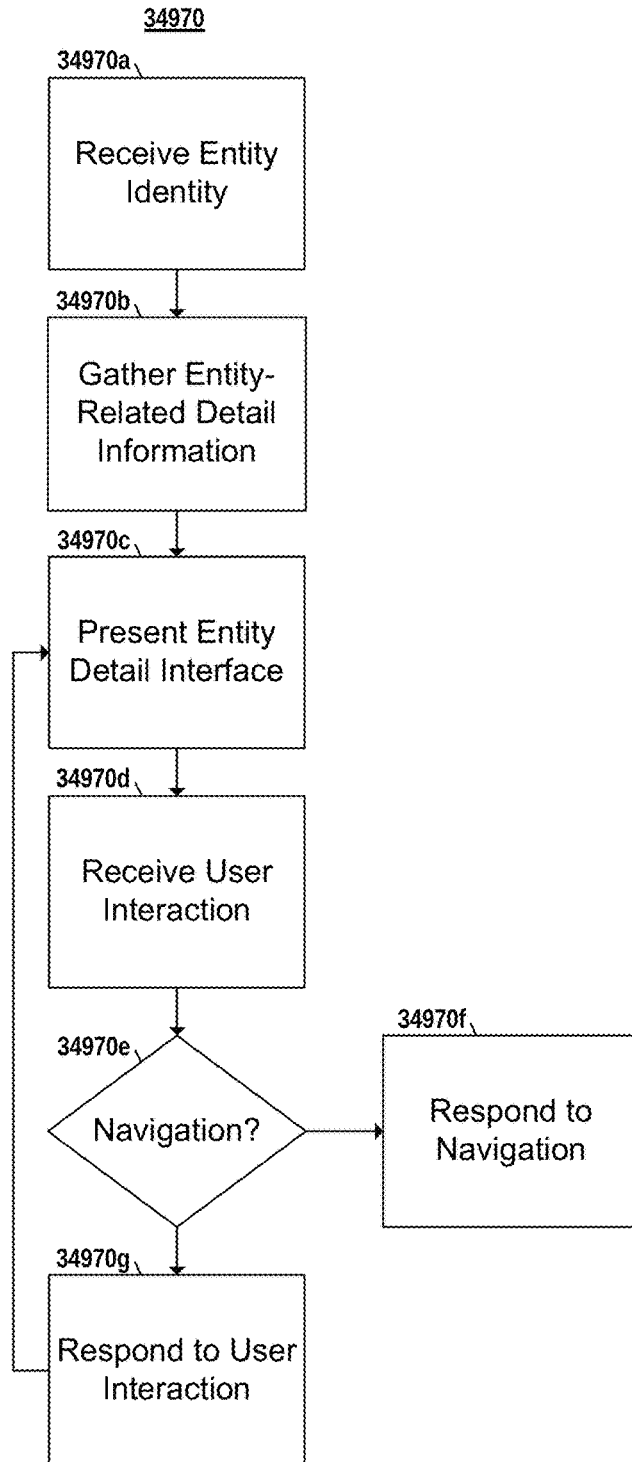 34970
34970a
Receive Entity
Identity
34970b
Gather Entity-
Related Detail
Information
34970c
Present Entity
Detail Interface
34970d
Receive User
Interaction
34970e
Navigation?
34970f
Respond to
Navigation
34970g
Respond to User
Interaction